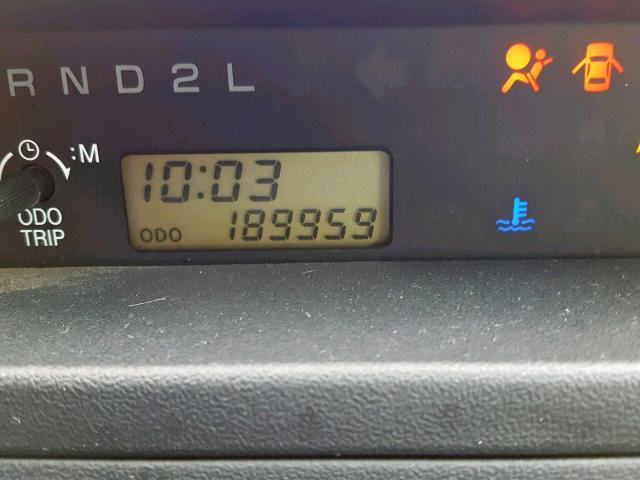 R N D 2 L
:M
10:03
ODO
TRIP
ODO 189959